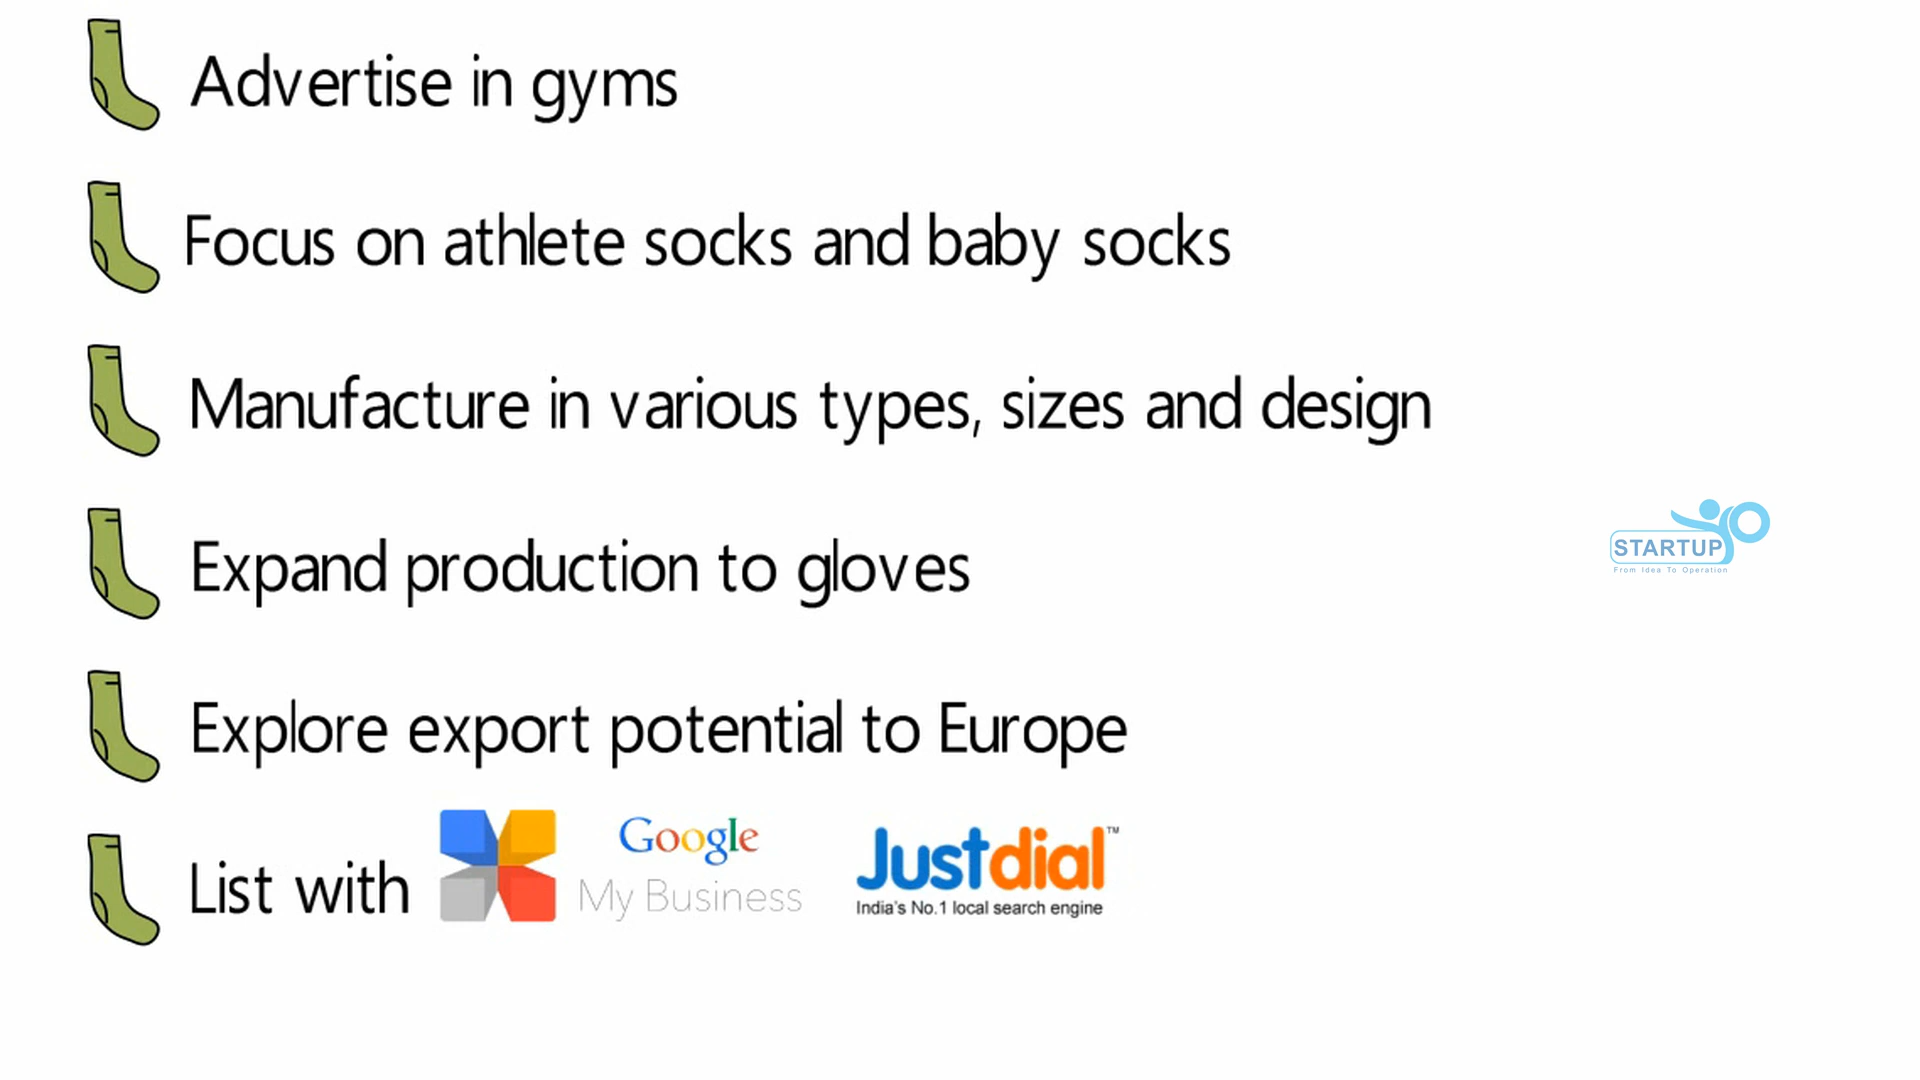 Advertise in gyms
Focus on athlete socks and baby socks
Manufacture in various types, sizes and design
Expand production to gloves
STARTUP
From Idea To Operation
Explore export potential to Europe
List with Google My Business Justdial™
India's No.1 local search engine